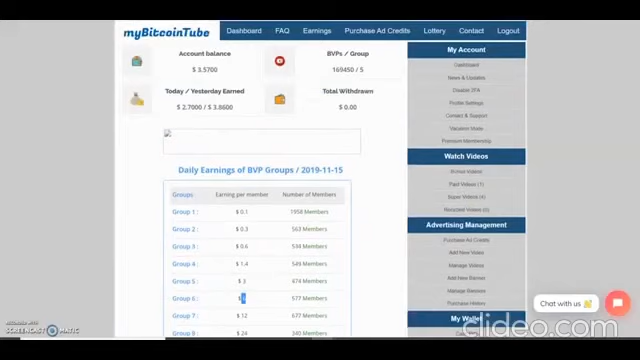 myBitcoinTube
Dashboard FAQ Earnings Purchase Ad Credits Lottery Contact Logout
Account balance
$ 3.5700
BVPs / Group
169450 / 5
Today / Yesterday Earned
$ 2.7000 / $ 3.8600
Total Withdrawn
$ 0.00
Daily Earnings of BVP Groups / 2019-11-15
Groups Earning per member Number of Members
Group 1 : $ 0.1 1958 Members
Group 2 : $ 0.3 563 Members
Group 3 : $ 0.6 534 Members
Group 4 : $ 1.4 549 Members
Group 5 : $ 3 474 Members
Group 6 : $ 577 Members
Group 7 : $ 12 677 Members
Group 8 : $ 24 340 Members
My Account
Dashboard
News & Updates
Disable 2FA
Profile Settings
Contact & Support
Vacation Mode
Premium Membership
Watch Videos
Paid Videos (1)
Super Videos (4)
Recycled Videos (0)
Advertising Management
Purchase Ad Credits
Add New Video
Manage Videos
Add New Banner
Manage Banners
Purchase History
My Wallet
Chat with us
RECORDED WITH
SCREENCAST MATIC
clideo.com